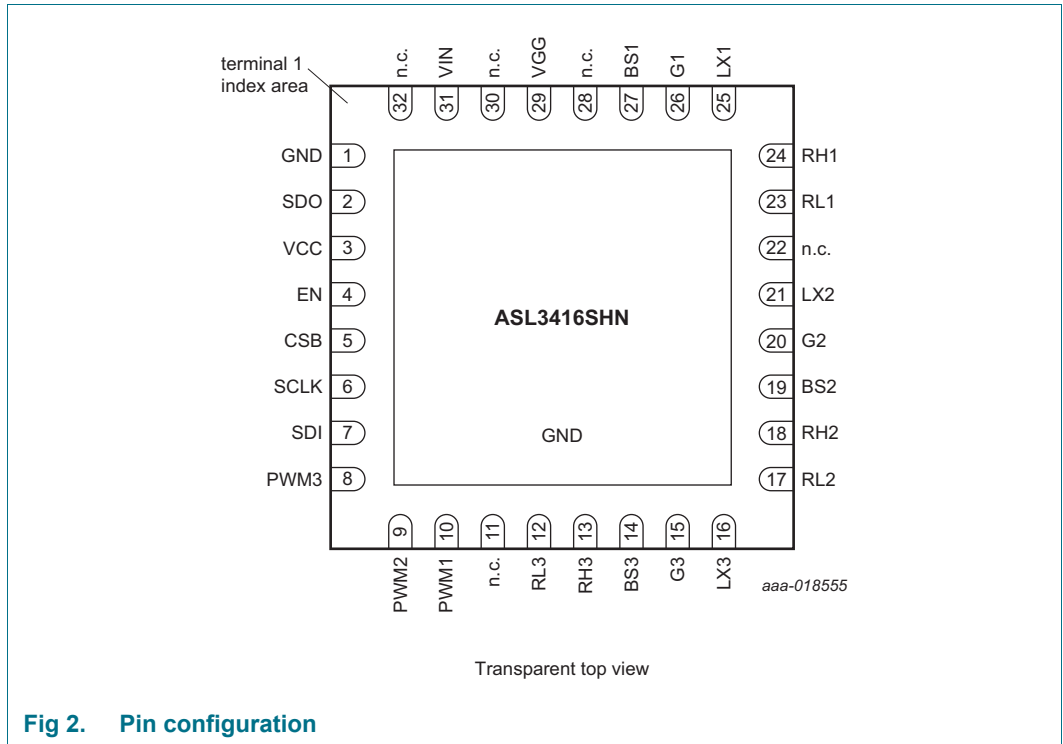 terminal 1
index area
n.c.
VIN
n.c.
VGG
n.c.
BS1
G1
LX1
32
31
30
29
28
27
26
25
GND 1
SDO 2
VCC 3
EN 4
CSB 5
SCLK 6
SDI 7
PWM3 8
24 RH1
23 RL1
22 n.c.
21 LX2
20 G2
19 BS2
18 RH2
17 RL2
ASL3416SHN
GND
9
10
11
12
13
14
15
16
PWM2
PWM1
n.c.
RL3
RH3
BS3
G3
LX3
aaa-018555
Transparent top view
Fig 2. Pin configuration